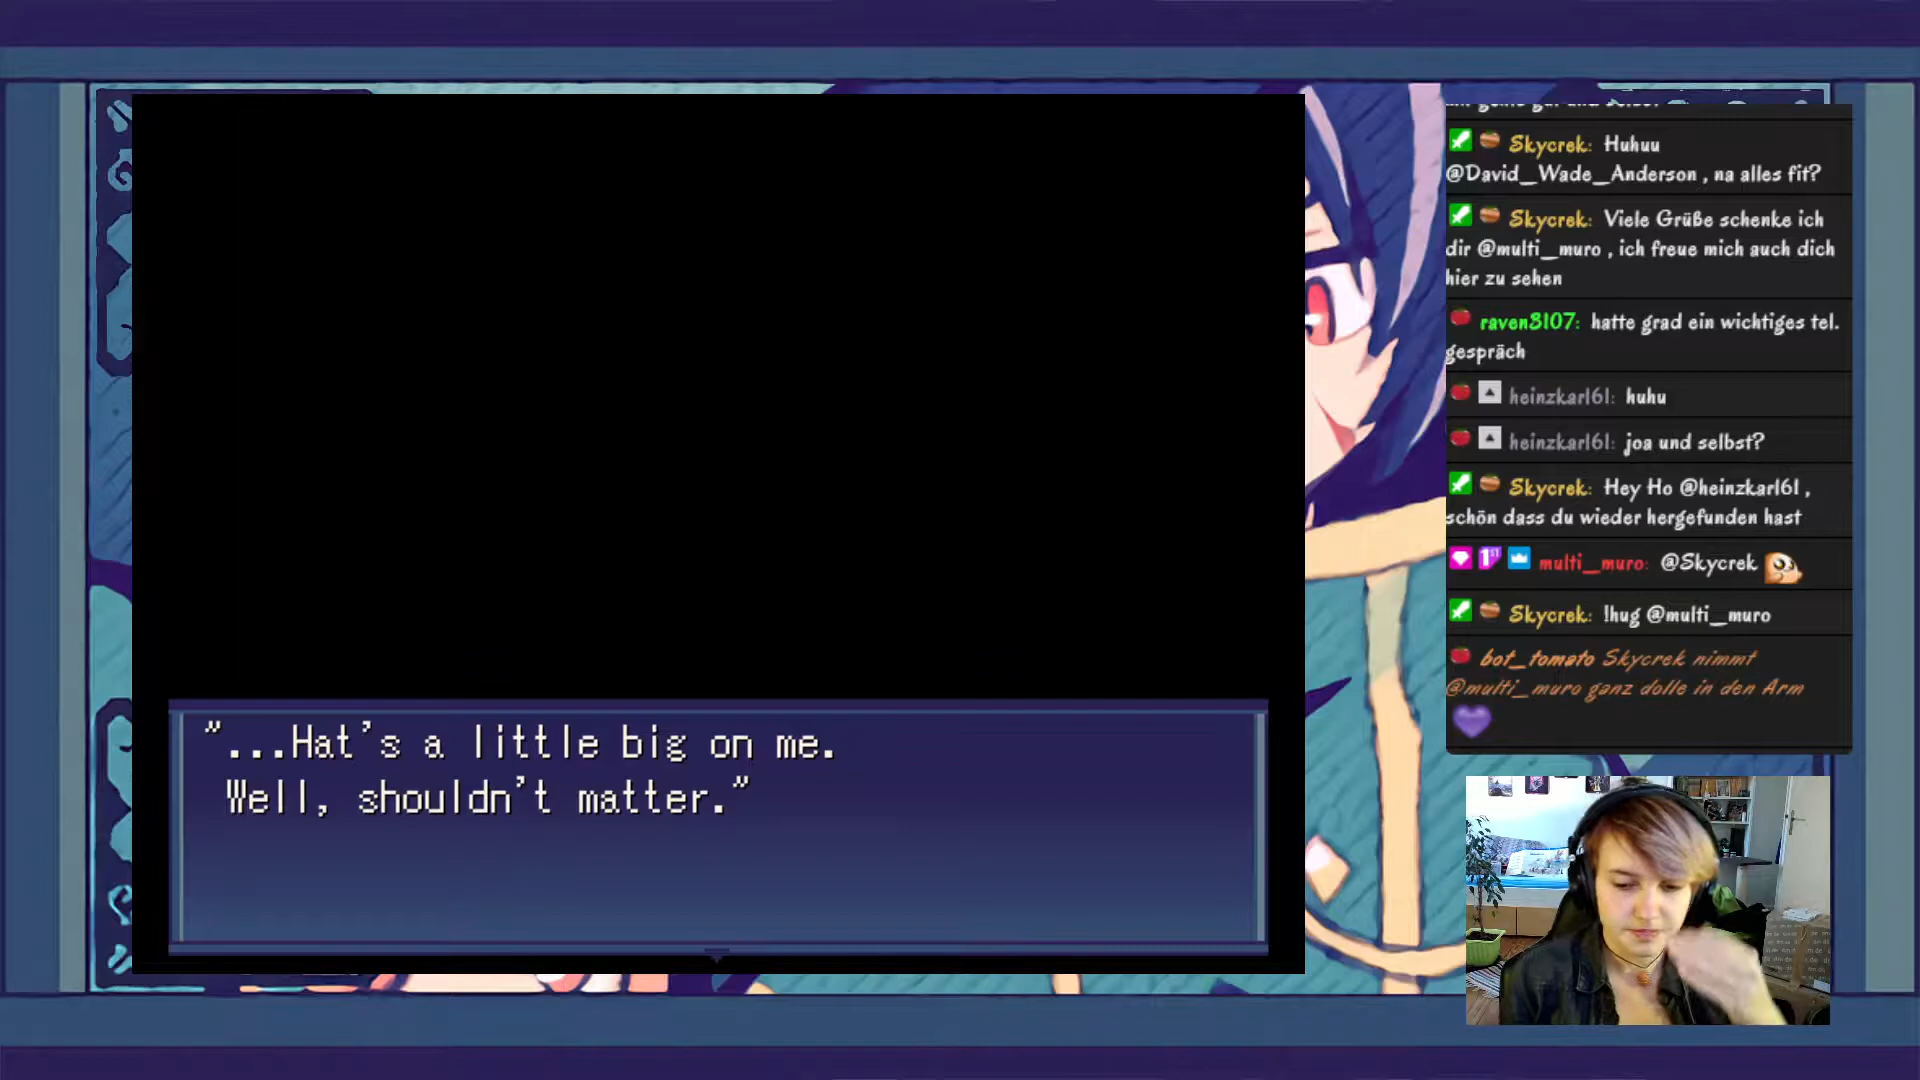 "...Hat's a little big on me.
Well, shouldn't matter."
Skycrek: Huhuu
@David_Wade_Anderson , na alles fit?
Skycrek: Viele Grüße schenke ich
dir @multi_muro , ich freue mich auch dich
hier zu sehen
raven3107: hatte grad ein wichtiges tel.
gespräch
heinzkarl61: huhu
heinzkarl61: joa und selbst?
Skycrek: Hey Ho @heinzkarl61 ,
schön dass du wieder hergefunden hast
multi_muro: @Skycrek
Skycrek: !hug @multi_muro
bot_tomato Skycrek nimmt
@multi_muro ganz dolle in den Arm